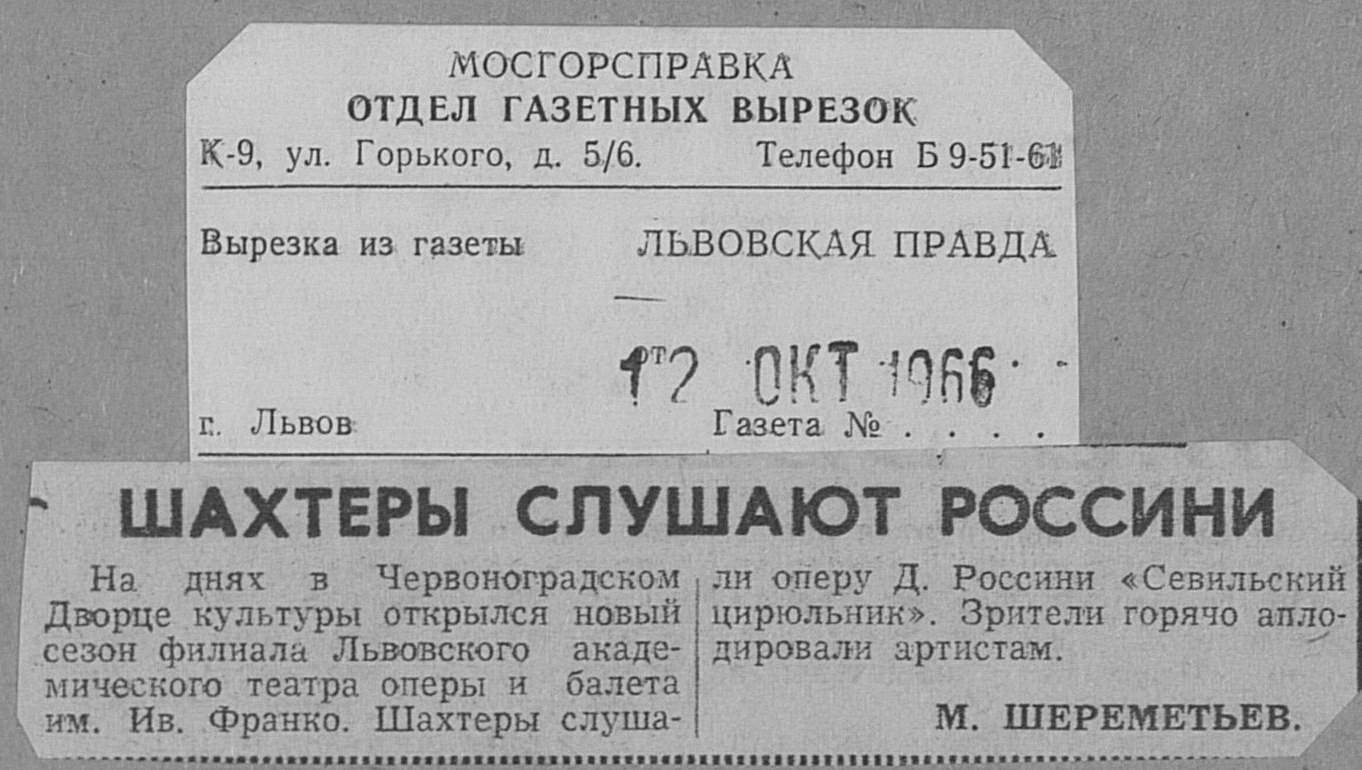 МОСГОРСПРАВКА
ОТДЕЛ ГАЗЕТНЫХ ВЫРЕЗОК
К-9, ул. Горького, д. 5/6. Телефон Б 9-51-61
Вырезка из газеты ЛЬВОВСКАЯ ПРАВДА
от 12 ОКТ 1966
г. Львов Газета № . . . .
ШАХТЕРЫ СЛУШАЮТ РОССИНИ
На днях в Червоноградском
Дворце культуры открылся новый
сезон филиала Львовского акаде-
мического театра оперы и балета
им. Ив. Франко. Шахтеры слуша-
ли оперу Д. Россини «Севильский
цирюльник». Зрители горячо апло-
дировали артистам.
М. ШЕРЕМЕТЬЕВ.